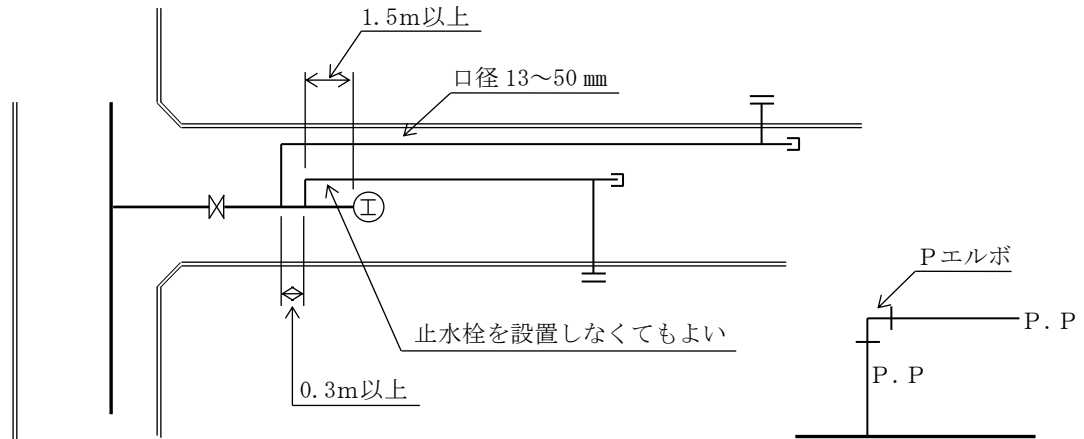 1.5m以上
口径 13～50 ㎜
工
Pエルボ
P.P
止水栓を設置しなくてもよい
P.P
0.3m以上